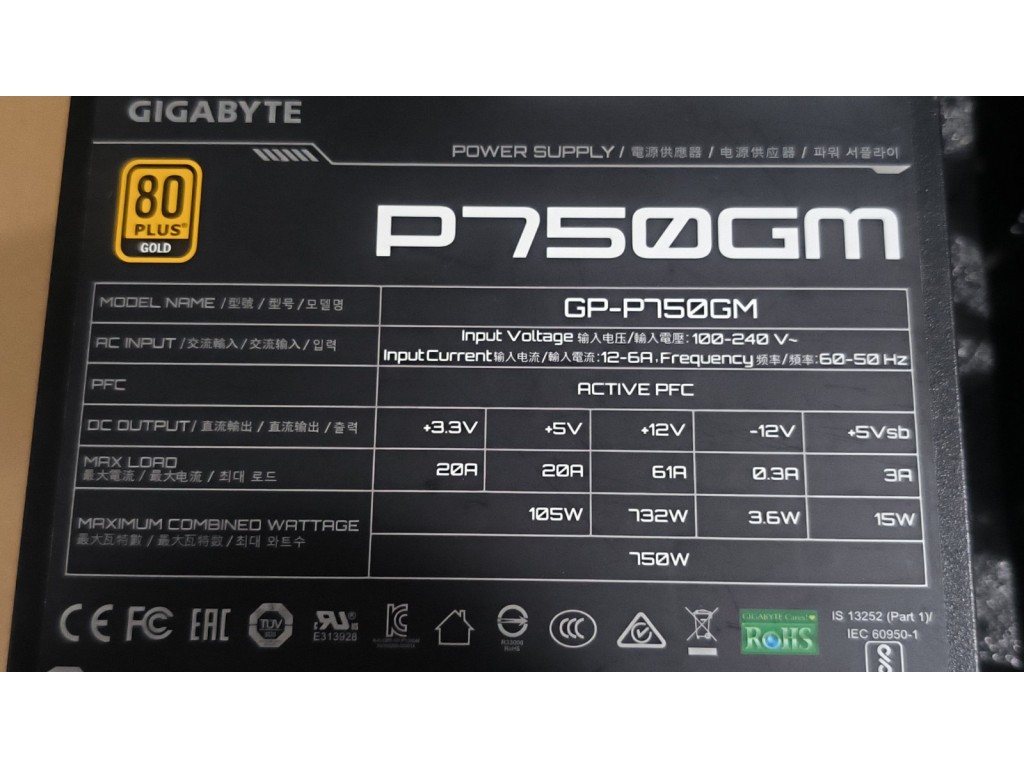 GIGABYTE
POWER SUPPLY / 電源供應器 / 电源供应器 / 파워 서플라이
80
PLUS®
GOLD
P750GM
MODEL NAME / 型號 / 型号 / 모델명
GP-P750GM
AC INPUT / 交流輸入 / 交流输入 / 입력
Input Voltage 输入电压/輸入電壓: 100-240 V~
Input Current 输入电流/輸入電流: 12-6A, Frequency 频率/頻率: 60-50 Hz
PFC
ACTIVE PFC
DC OUTPUT / 直流輸出 / 直流输出 / 출력
+3.3V +5V +12V -12V +5Vsb
MAX LOAD
最大電流 / 最大电流 / 최대 로드
20A 20A 61A 0.3A 3A
MAXIMUM COMBINED WATTAGE
最大瓦特數 / 最大瓦特数 / 최대 와트수
105W 732W 3.6W 15W
750W
CE FC EAC TÜV
E313928
CCC
GIGABYTE Cares!
RoHS
IS 13252 (Part 1)/
IEC 60950-1